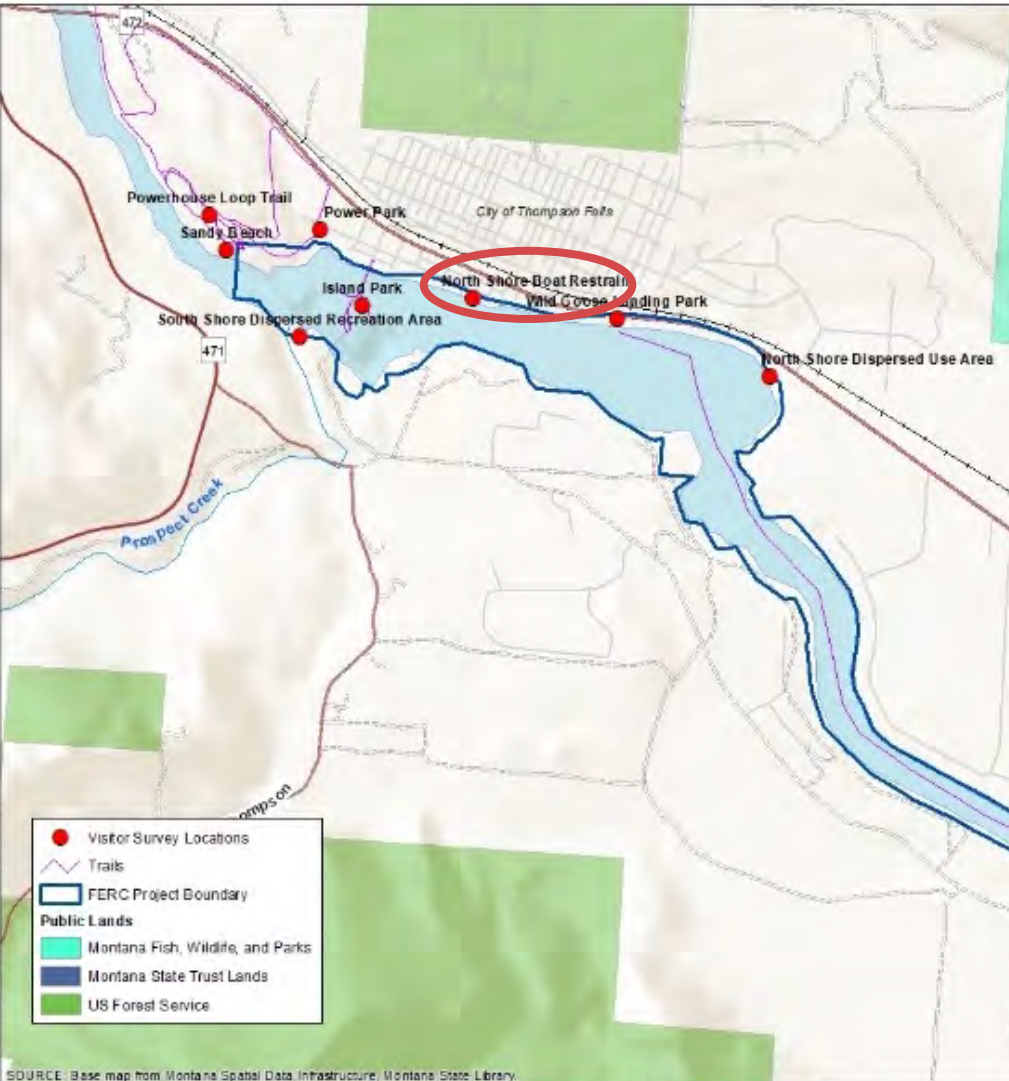 472
Powerhouse Loop Trail
Power Park
City of Thompson Falls
Sandy Beach
North Shore Boat Restrain
Island Park
Wild Goose Landing Park
South Shore Dispersed Recreation Area
471
North Shore Dispersed Use Area
Prospect Creek
Visitor Survey Locations
Trails
FERC Project Boundary
Public Lands
Montana Fish, Wildlife, and Parks
Montana State Trust Lands
US Forest Service
SOURCE: Base map from Montana Spatial Data Infrastructure, Montana State Library.